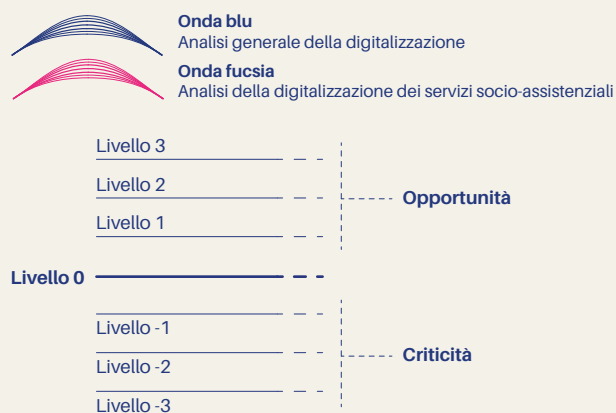 Onda blu
Analisi generale della digitalizzazione
Onda fucsia
Analisi della digitalizzazione dei servizi socio-assistenziali
Livello 3
Livello 2
Opportunità
Livello 1
Livello 0
Livello -1
Criticità
Livello -2
Livello -3